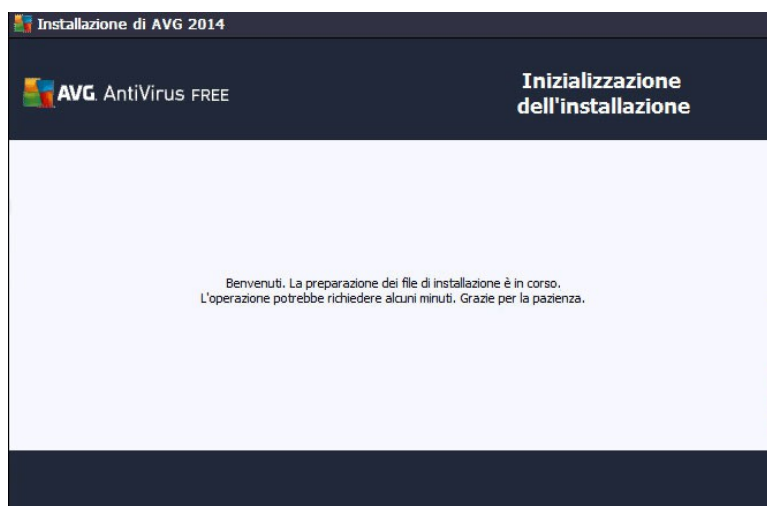 Installazione di AVG 2014
AVG. AntiVirus FREE
Inizializzazione
dell'installazione
Benvenuti. La preparazione dei file di installazione è in corso.
L'operazione potrebbe richiedere alcuni minuti. Grazie per la pazienza.